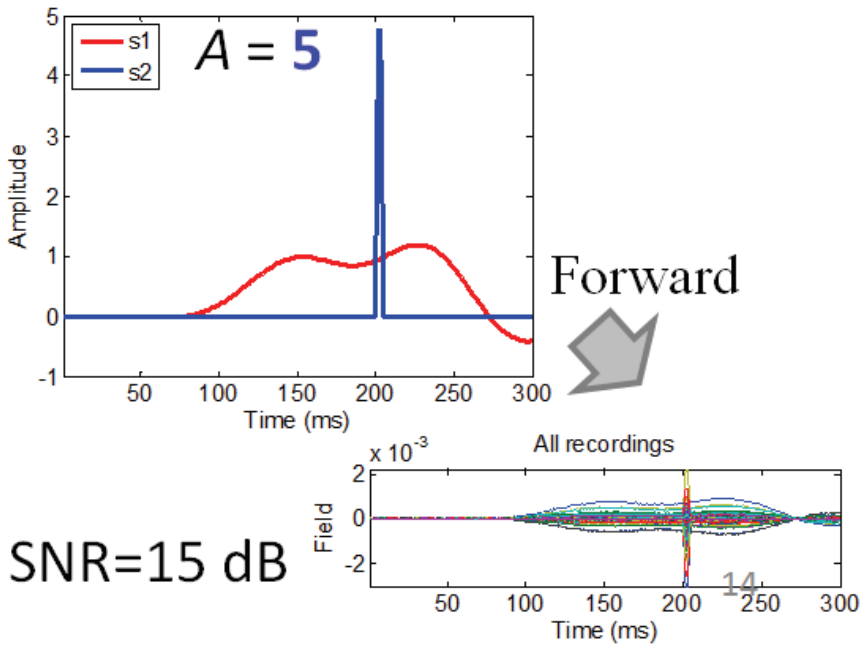 5
4
3
2
1
0
-1
Amplitude
s1
s2
A = 5
50 100 150 200 250 300
Time (ms)
Forward
x 10^-3
All recordings
2
0
-2
Field
SNR=15 dB
14
50 100 150 200 250 300
Time (ms)